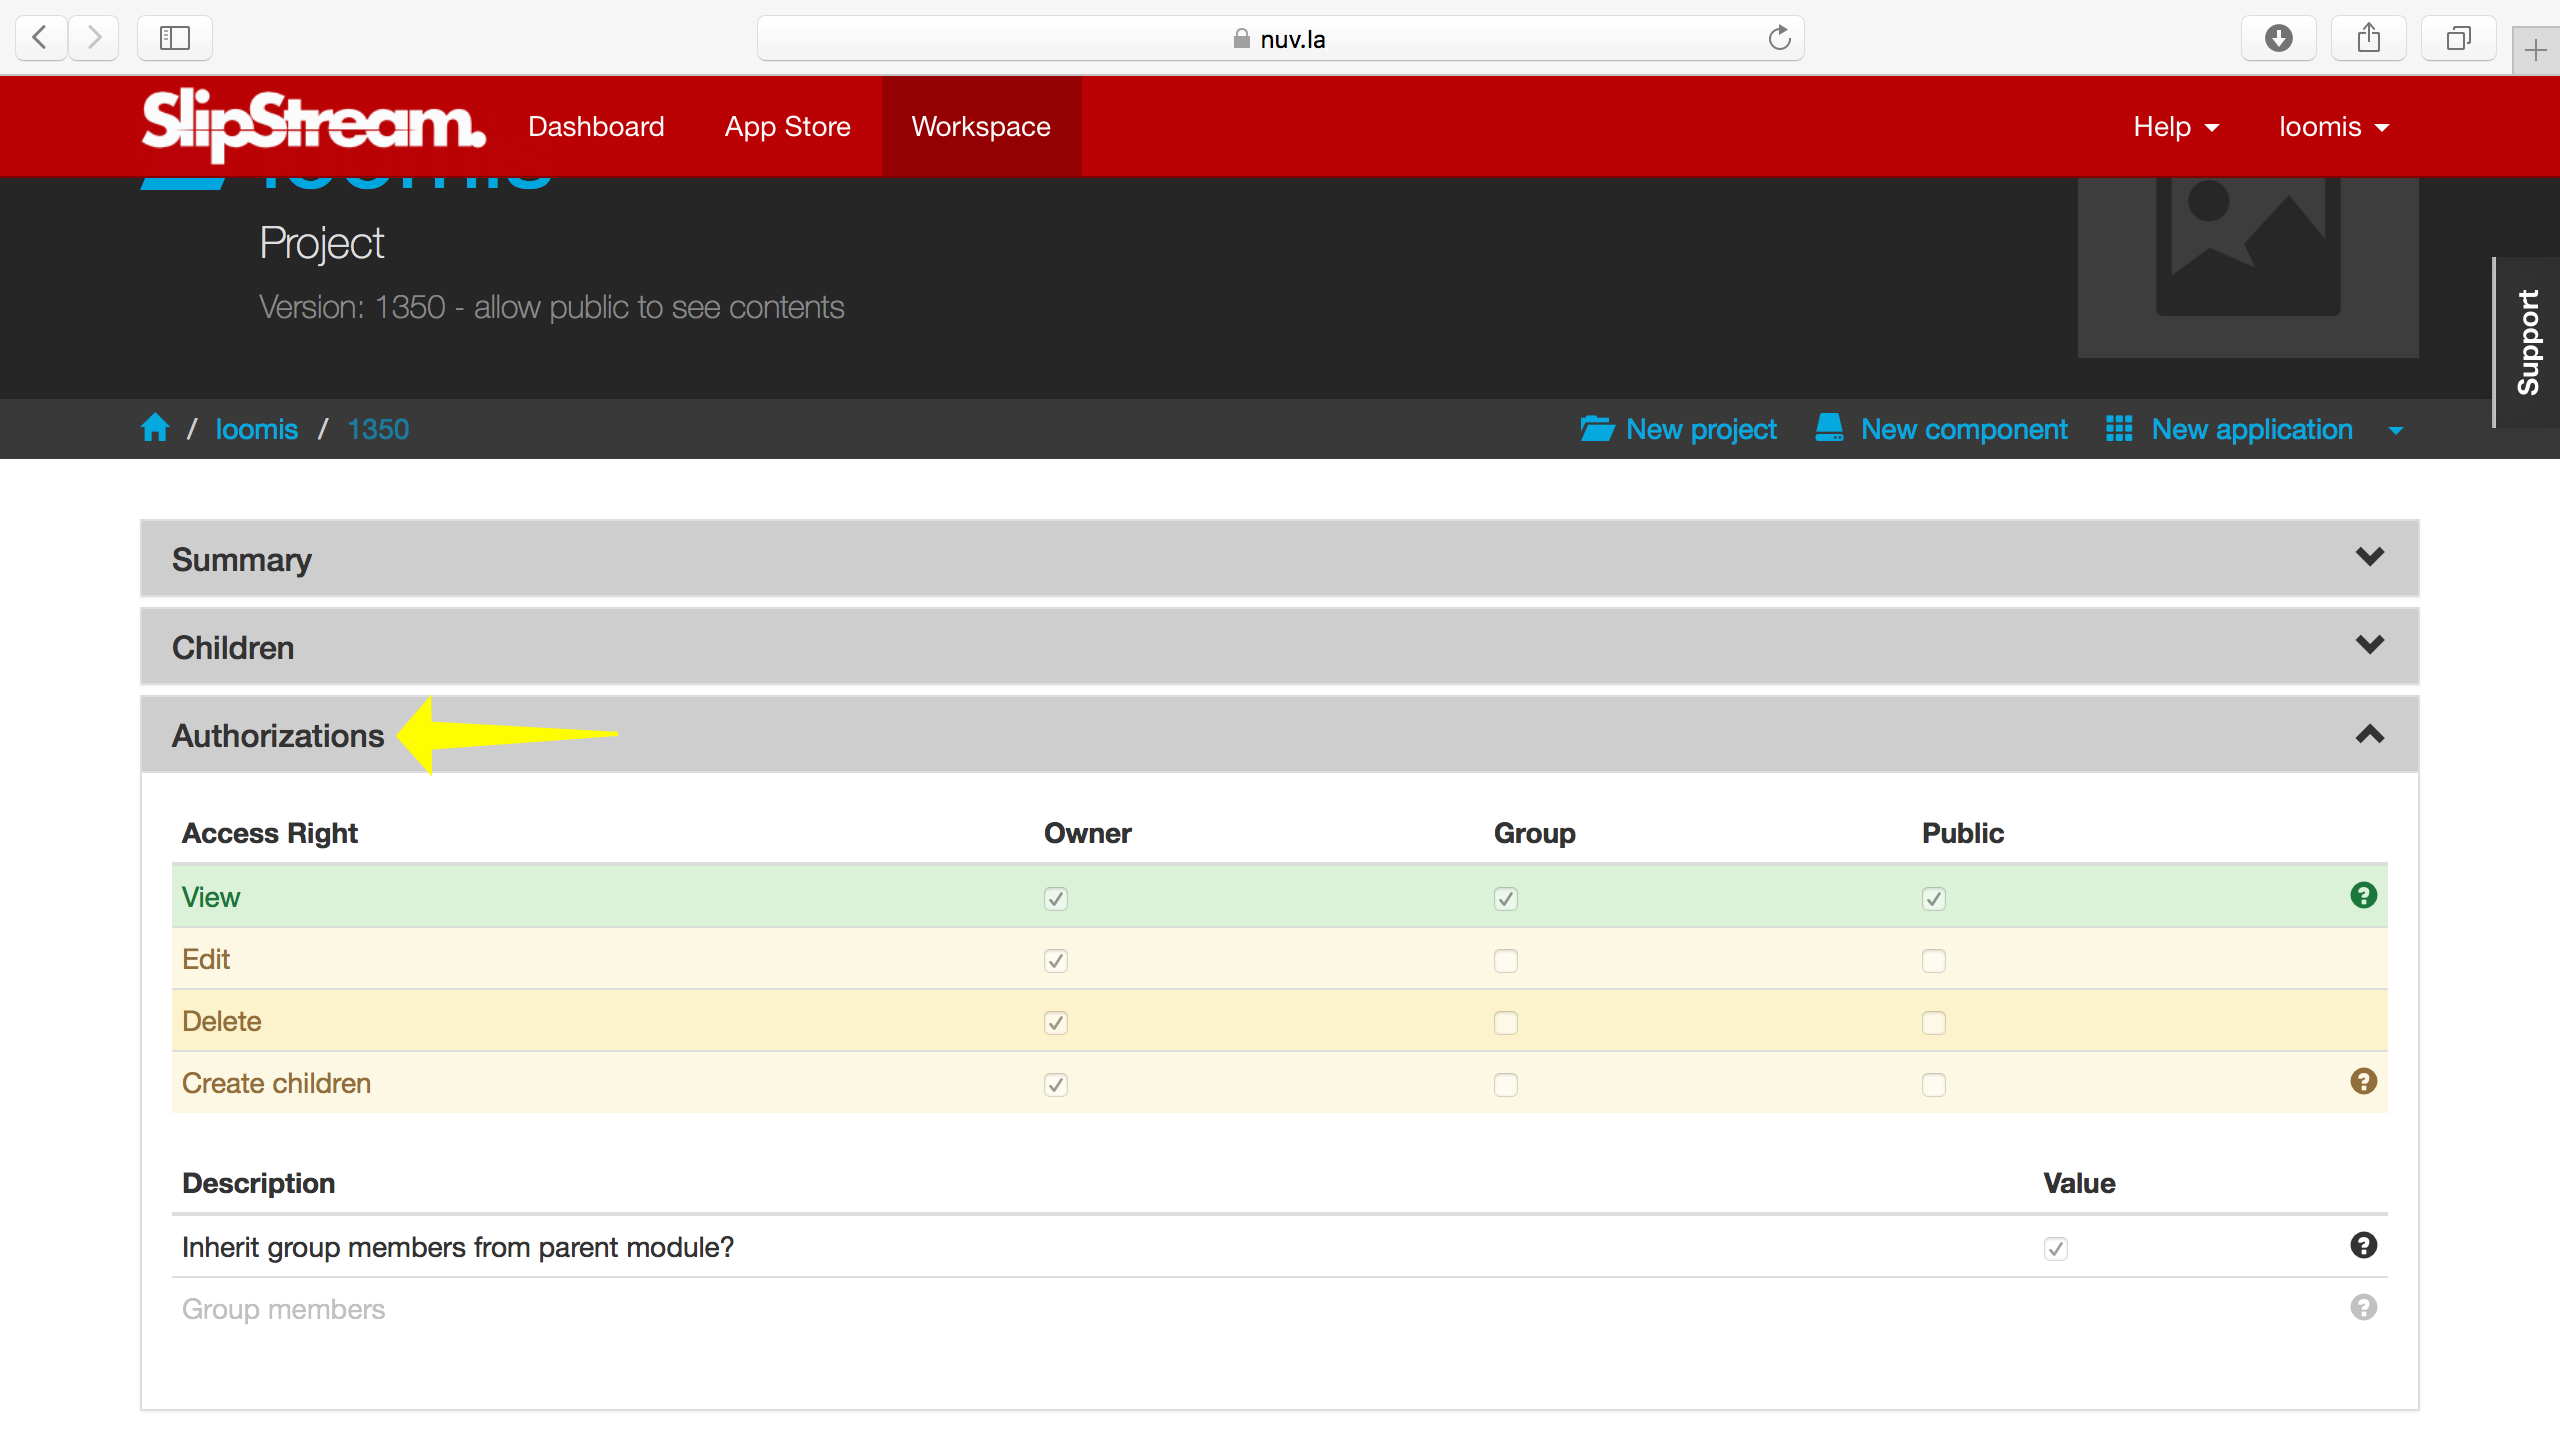 nuv.la
SlipStream. Dashboard App Store Workspace Help loomis
loomis
Project
Version: 1350 - allow public to see contents
Support
/ loomis / 1350 New project New component New application
Summary
Children
Authorizations
Access Right Owner Group Public
View
Edit
Delete
Create children
Description Value
Inherit group members from parent module?
Group members